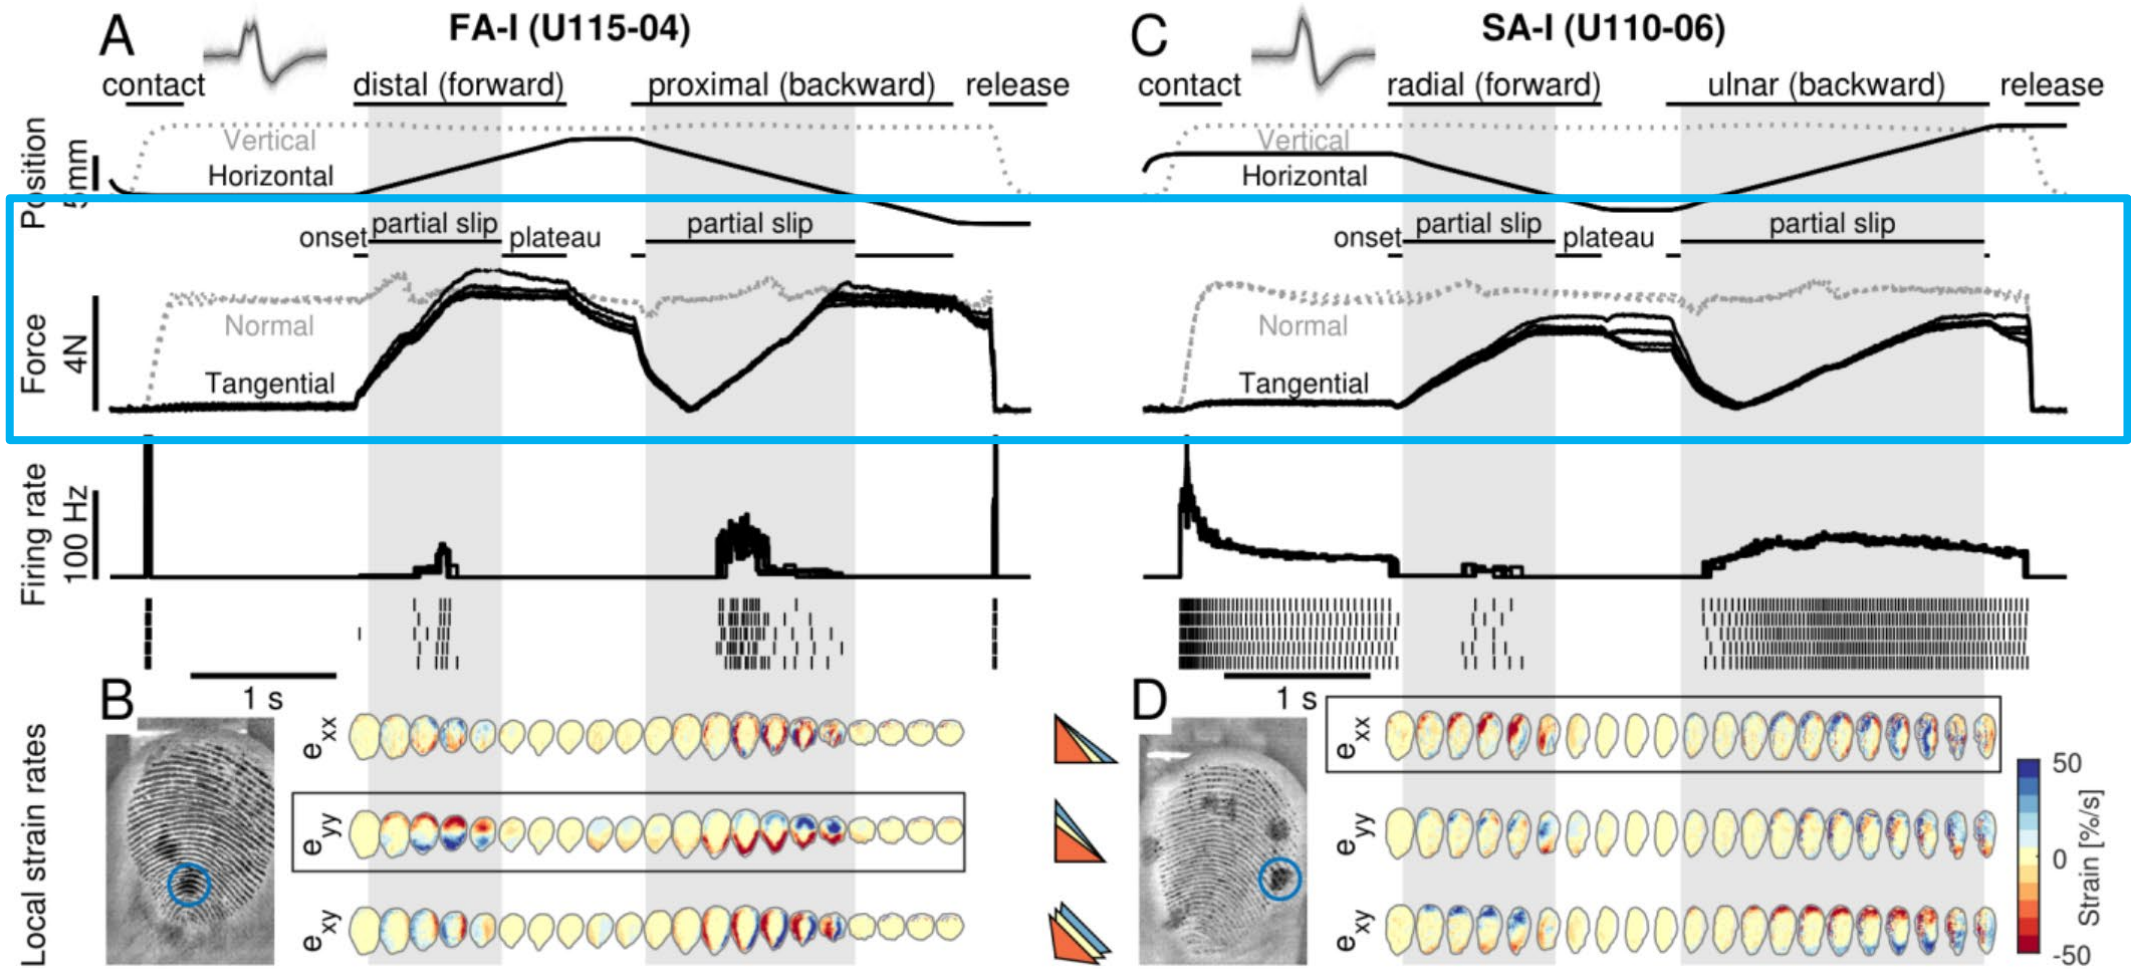 A
FA-I (U115-04)
contact
distal (forward)
proximal (backward)
release
Position
5mm
Vertical
Horizontal
onset
partial slip
plateau
partial slip
Force
4N
Normal
Tangential
Firing rate
100 Hz
1 s
C
SA-I (U110-06)
contact
radial (forward)
ulnar (backward)
release
Vertical
Horizontal
onset
partial slip
plateau
partial slip
Normal
Tangential
1 s
B
Local strain rates
exx
eyy
exy
D
exx
eyy
exy
50
0
-50
Strain [%/s]